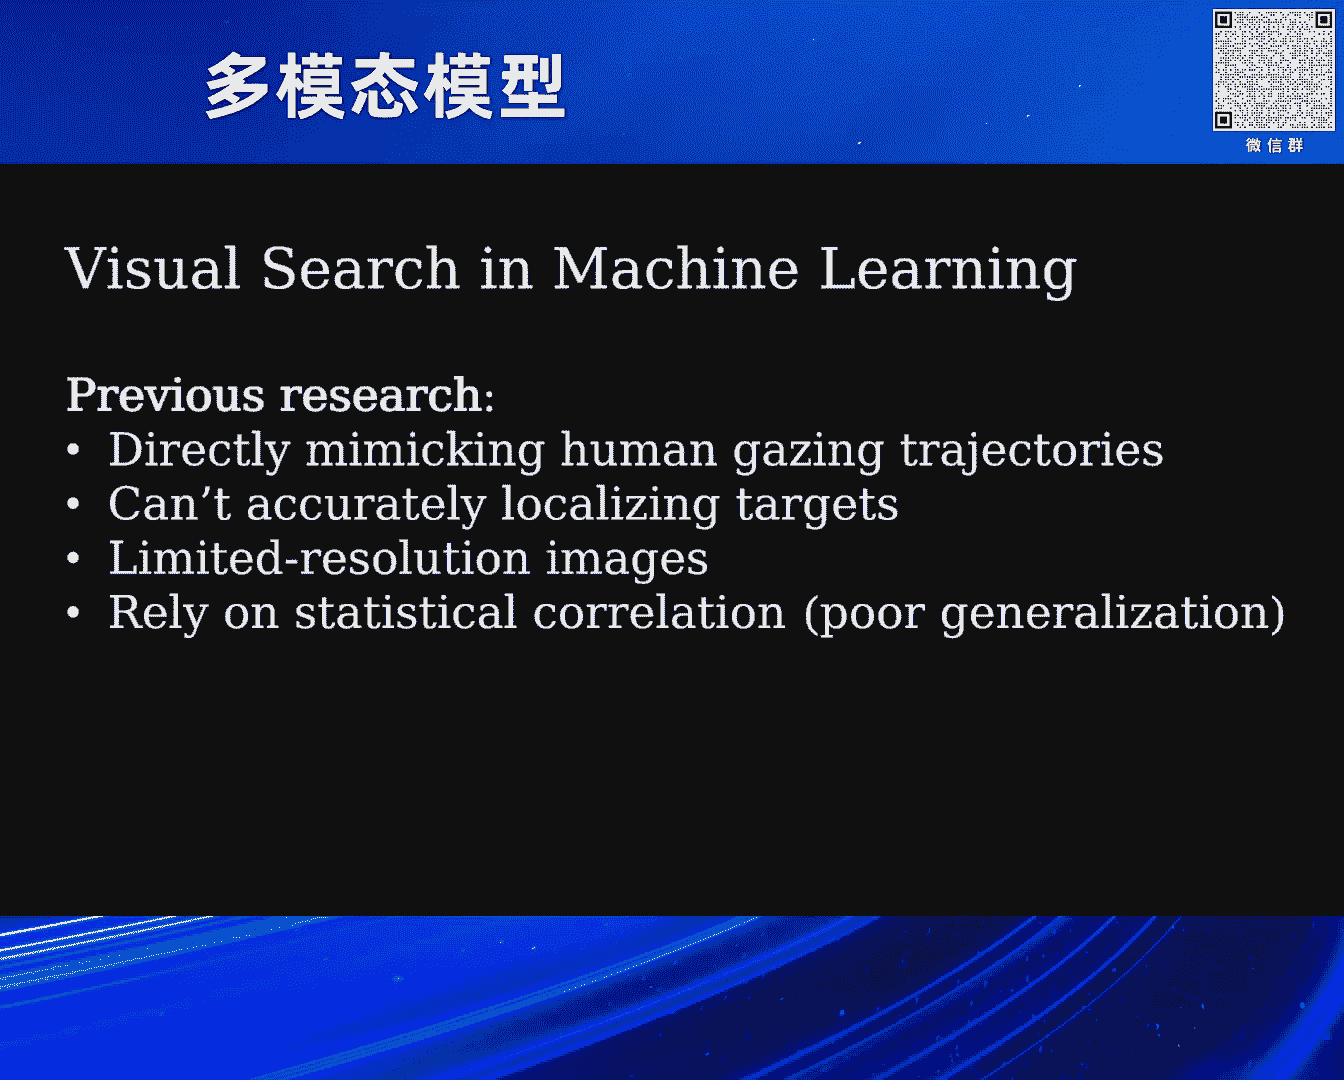 多模态模型
微信群
Visual Search in Machine Learning
Previous research:
• Directly mimicking human gazing trajectories
• Can’t accurately localizing targets
• Limited-resolution images
• Rely on statistical correlation (poor generalization)